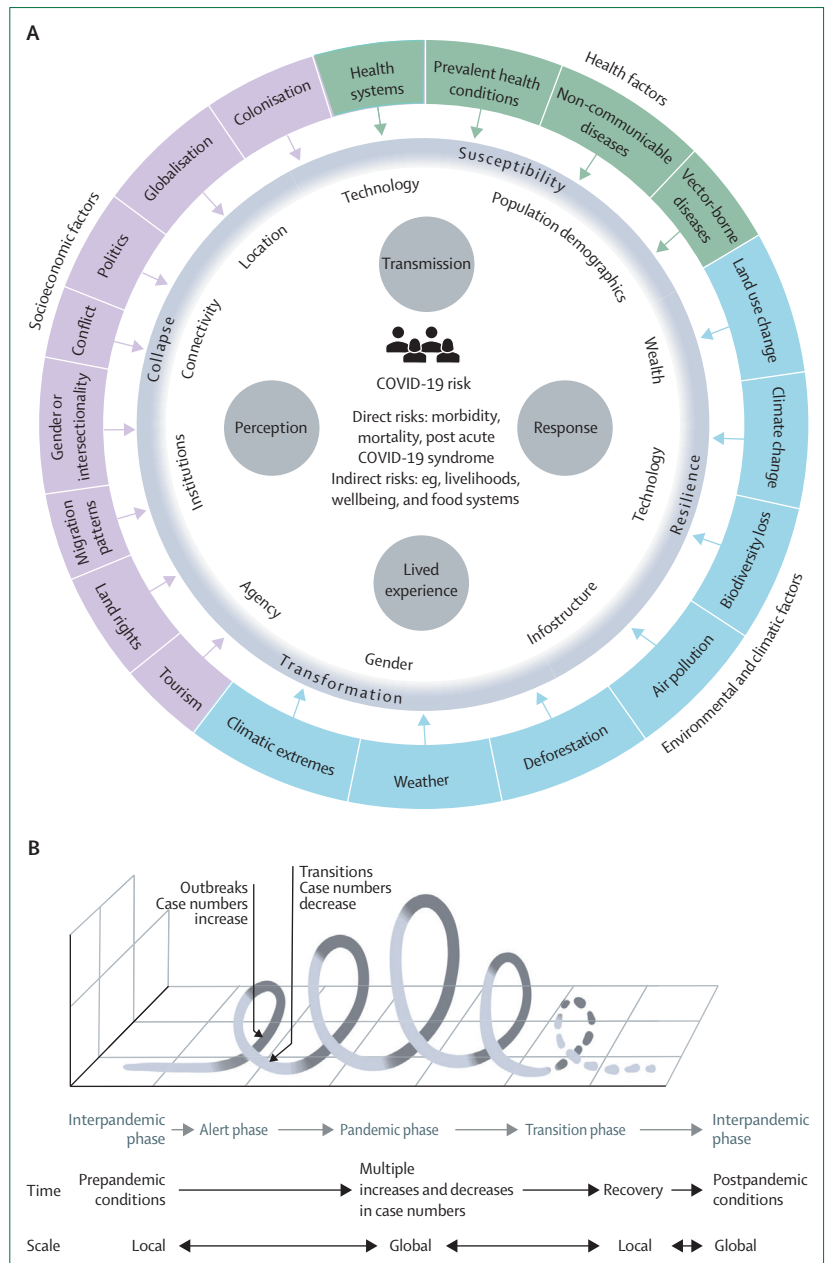 A
Health factors
Socioeconomic factors
Environmental and climatic factors
Health
systems
Prevalent health
conditions
Non-communicable
diseases
Vector-borne
diseases
Land use change
Climate change
Biodiversity loss
Air pollution
Deforestation
Weather
Climatic extremes
Tourism
Land rights
Migration
patterns
Gender or
intersectionality
Conflict
Politics
Globalisation
Colonisation
Susceptibility
Resilience
Transformation
Collapse
Technology
Population demographics
Wealth
Technology
Infostructure
Gender
Agency
Institutions
Connectivity
Location
Transmission
Perception
Response
Lived
experience
COVID-19 risk
Direct risks: morbidity,
mortality, post acute
COVID-19 syndrome
Indirect risks: eg, livelihoods,
wellbeing, and food systems
B
Outbreaks
Case numbers
increase
Transitions
Case numbers
decrease
Interpandemic
phase
Alert phase
Pandemic phase
Transition phase
Interpandemic
phase
Time
Prepandemic
conditions
Multiple
increases and decreases
in case numbers
Recovery
Postpandemic
conditions
Scale
Local
Global
Local
Global